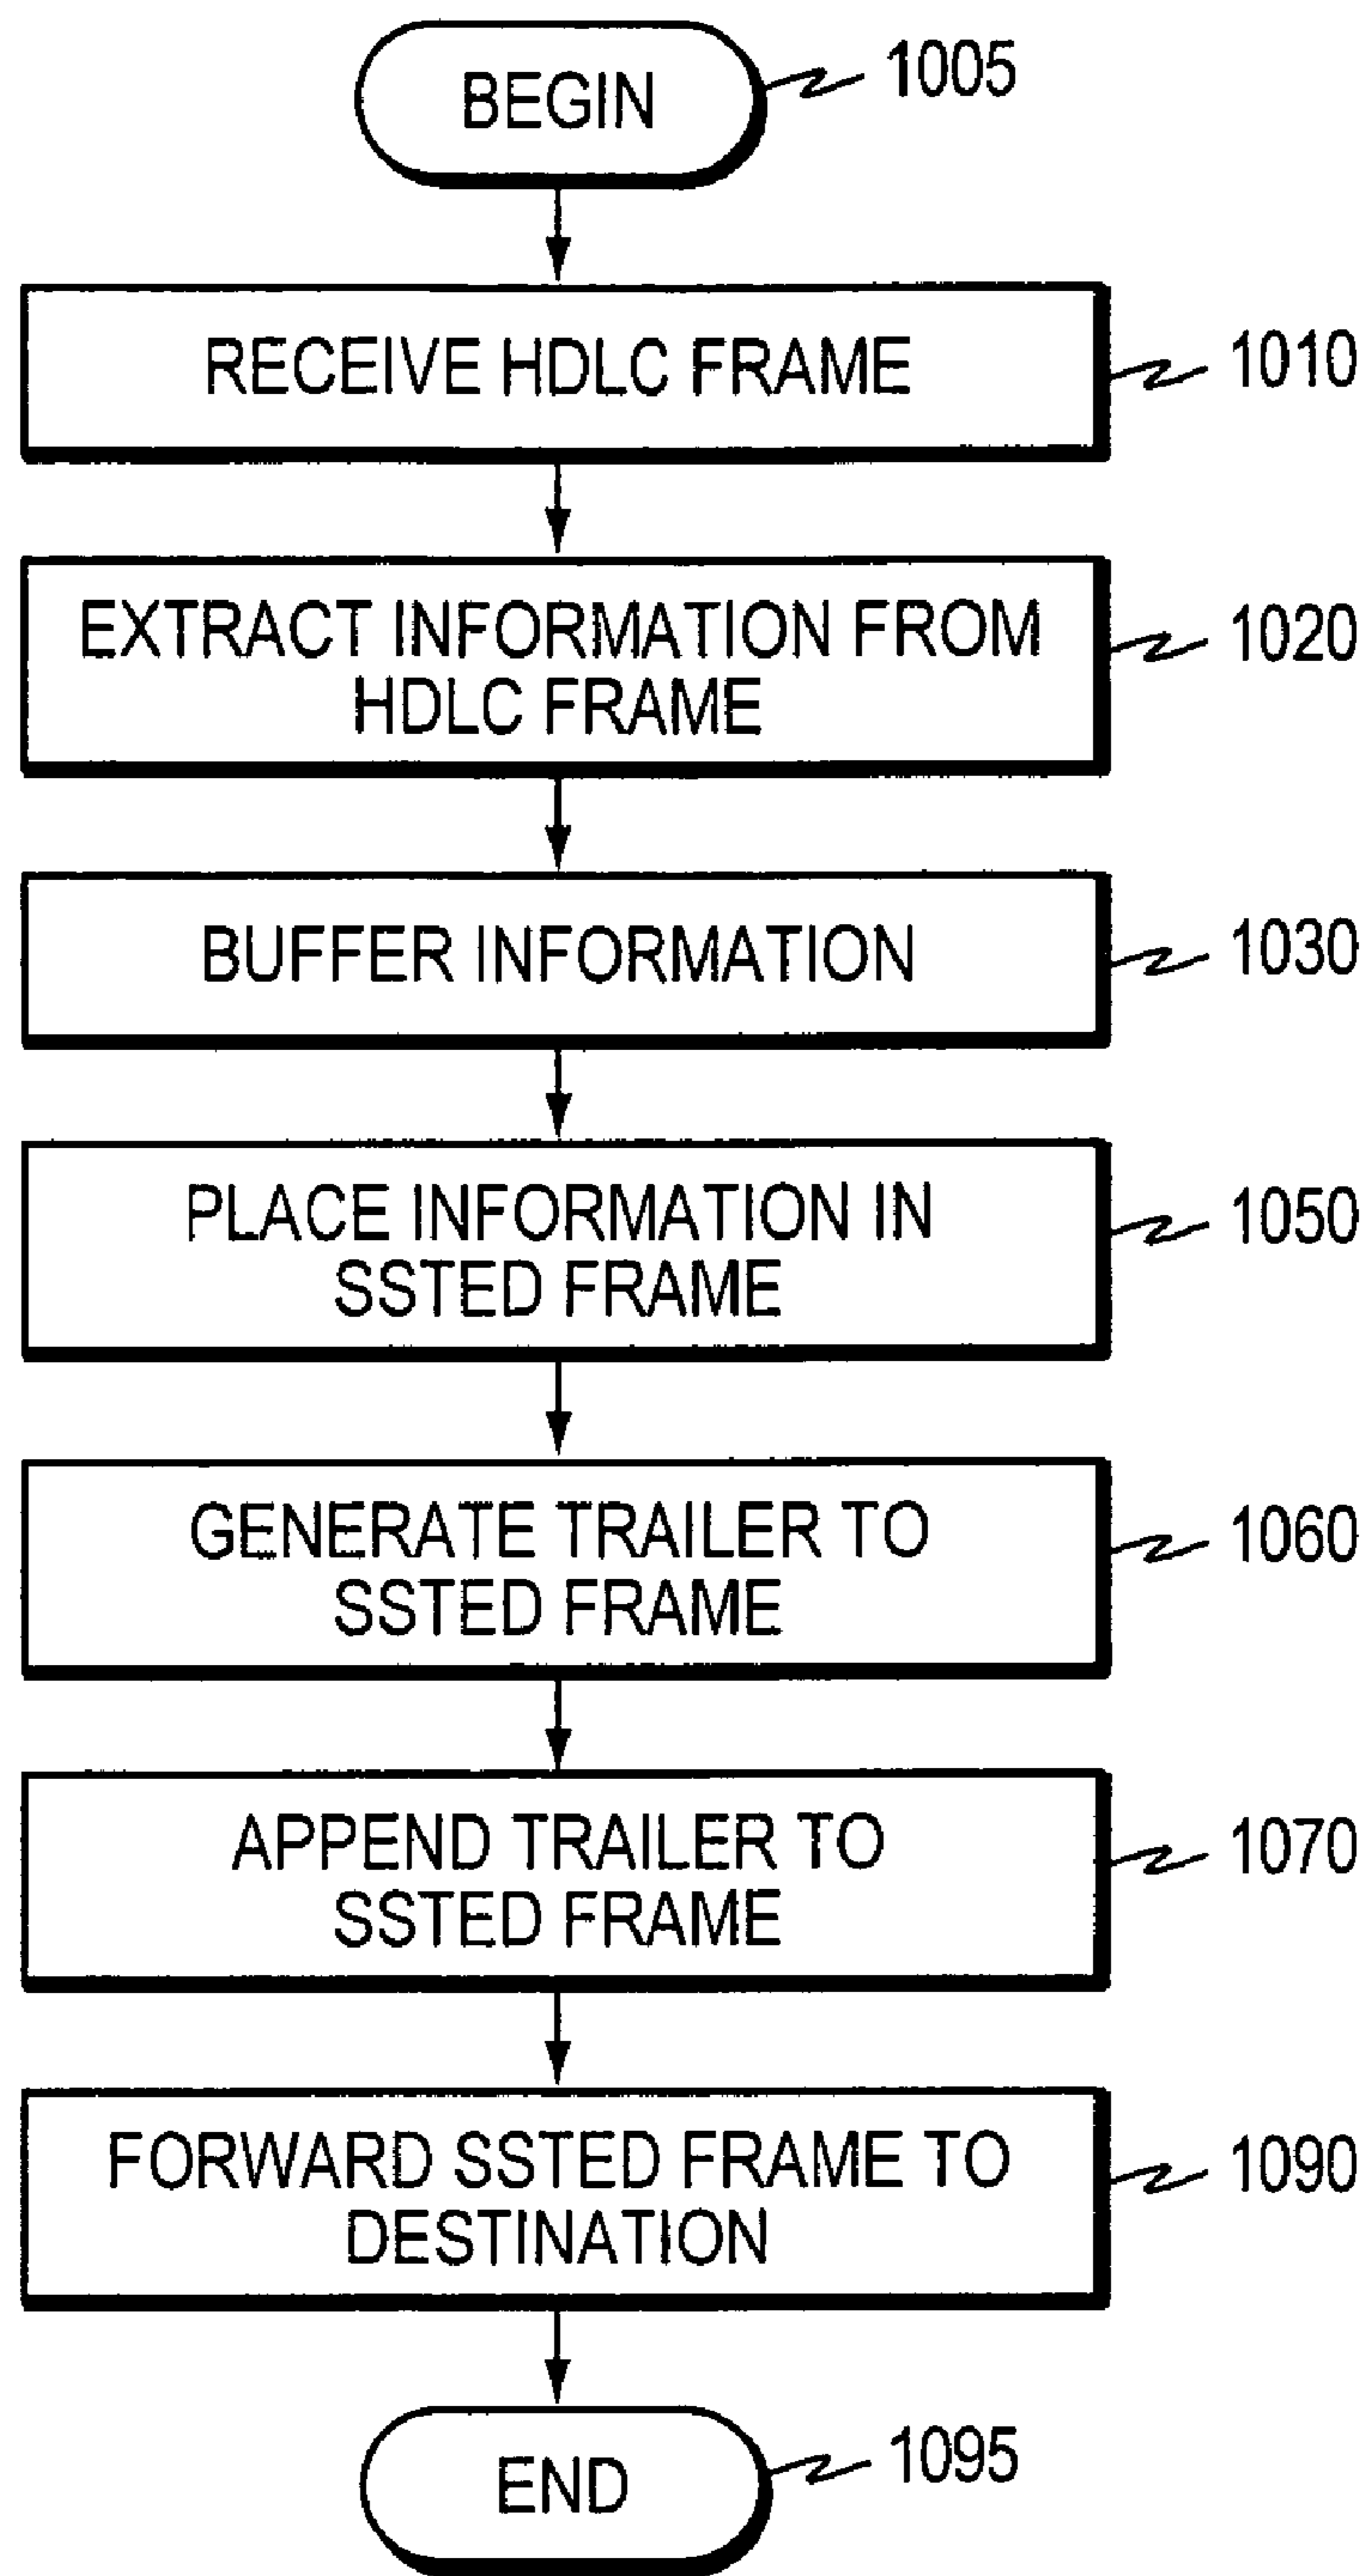 BEGIN
1005
RECEIVE HDLC FRAME
1010
EXTRACT INFORMATION FROM
HDLC FRAME
1020
BUFFER INFORMATION
1030
PLACE INFORMATION IN
SSTED FRAME
1050
GENERATE TRAILER TO
SSTED FRAME
1060
APPEND TRAILER TO
SSTED FRAME
1070
FORWARD SSTED FRAME TO
DESTINATION
1090
END
1095